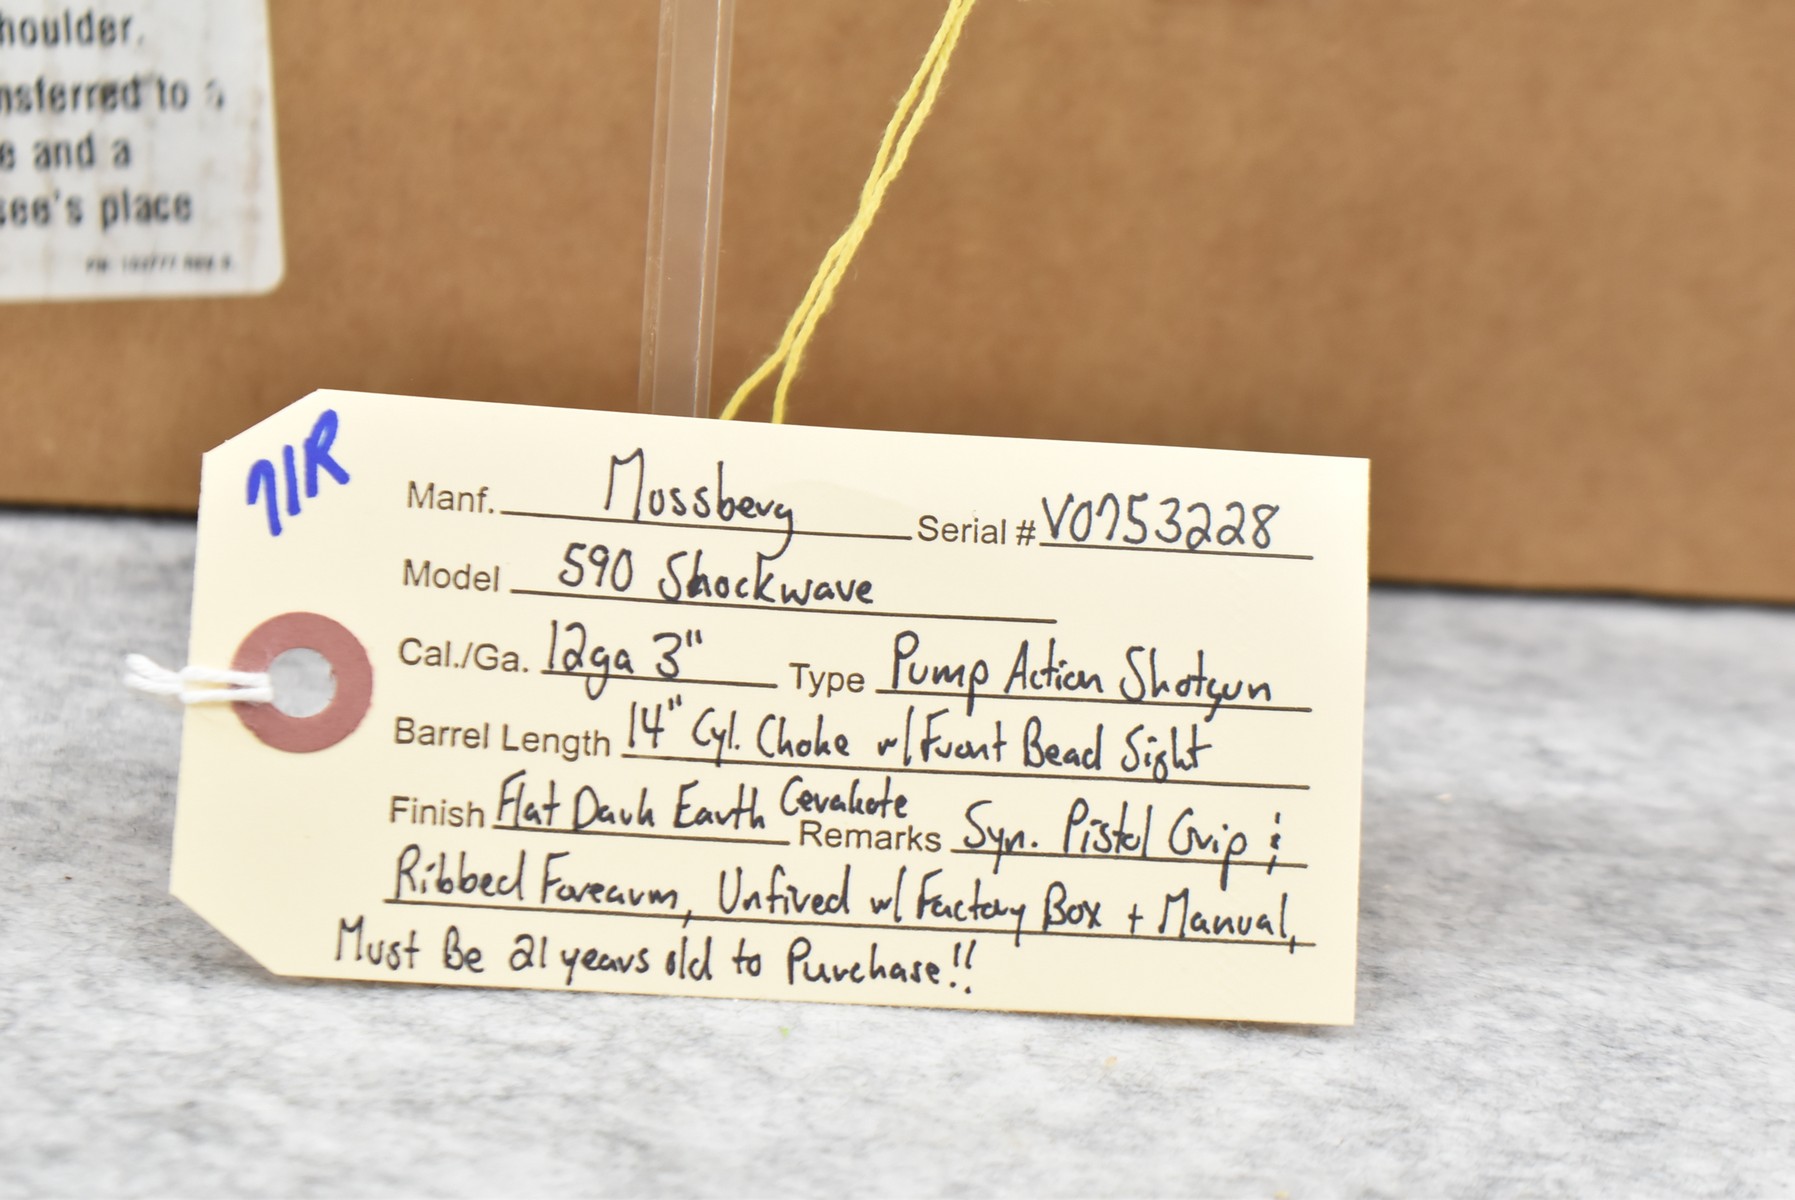 houlder.
nsferred to a
e and a
see's place
71R
Manf. Mossberg Serial # V0753228
Model 590 Shockwave
Cal./Ga. 12ga 3" Type Pump Action Shotgun
Barrel Length 14" Cyl. Choke w/ Front Bead Sight
Finish Flat Dark Earth Cerakote Remarks Syn. Pistol Grip &
Ribbed Forearm, Unfired w/ Factory Box + Manual,
Must Be 21 years old to Purchase!!